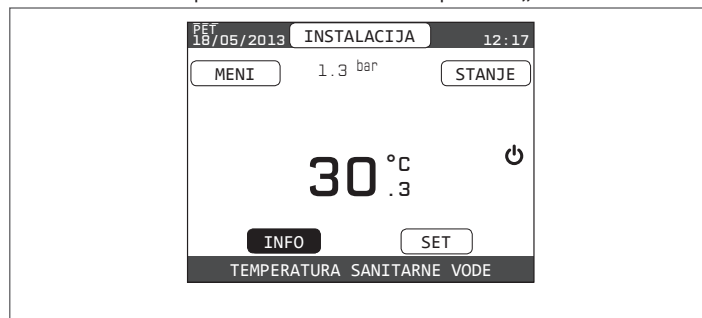 PET
18/05/2013 INSTALACIJA 12:17
MENI 1.3 bar STANJE
30.3 °C
INFO SET
TEMPERATURA SANITARNE VODE